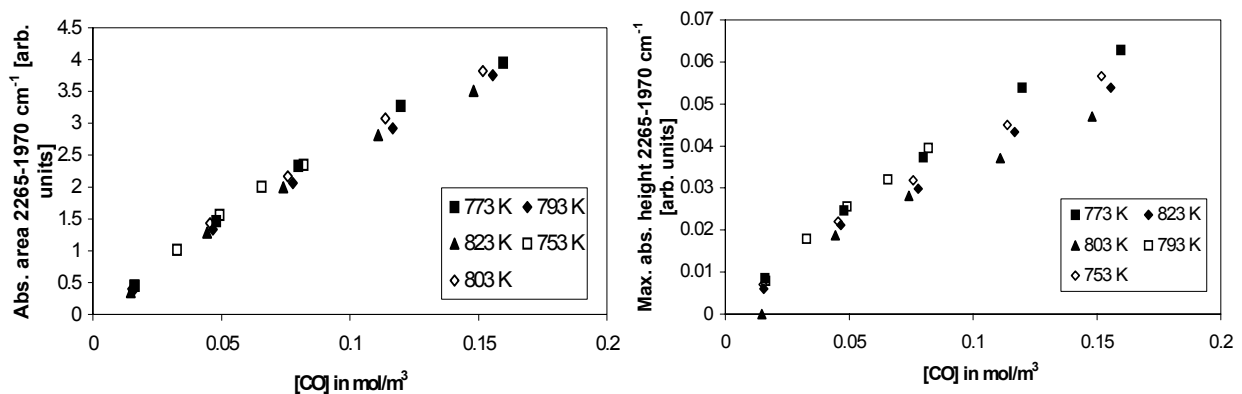 Abs. area 2265-1970 cm⁻¹ [arb. units]
4.5
4
3.5
3
2.5
2
1.5
1
0.5
0
0 0.05 0.1 0.15 0.2
[CO] in mol/m³
773 K 793 K
823 K 753 K
803 K
Max. abs. height 2265-1970 cm⁻¹ [arb. units]
0.07
0.06
0.05
0.04
0.03
0.02
0.01
0
0 0.05 0.1 0.15 0.2
[CO] in mol/m³
773 K 823 K
803 K 793 K
753 K